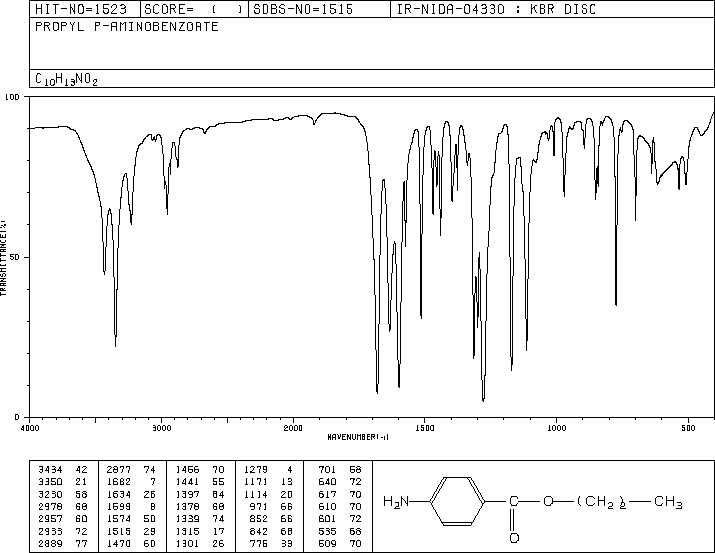 HIT-NO=1523 SCORE= ( ) SDBS-NO=1515 IR-NIDA-04330 : KBR DISC
PROPYL P-AMINOBENZOATE
C10H13NO2
100
50
0
TRANSMITTANCE(%)
4000 3000 2000 1500 1000 500
WAVENUMBER(-1)
3434 42 2877 74 1456 70 1279 4 701 58
3350 21 1682 7 1441 55 1171 13 640 72
3230 58 1634 26 1397 64 1114 20 617 70
2978 68 1599 8 1378 68 971 66 610 70
2957 60 1574 50 1339 74 852 66 601 72
2933 72 1515 29 1315 17 842 68 535 68
2889 77 1470 60 1301 26 776 33 509 70
H2N C O (CH2)2 CH3
O